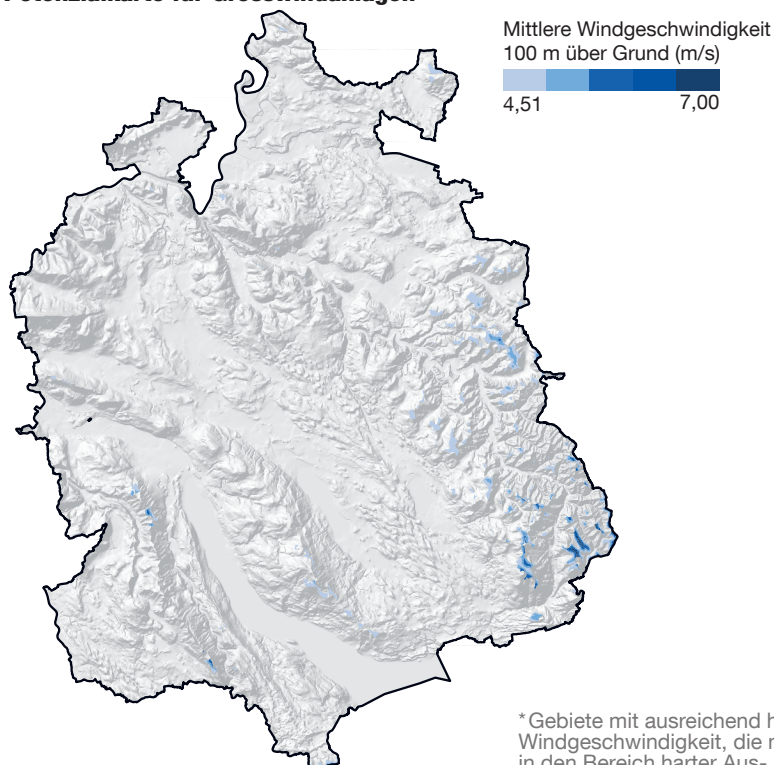 Mittlere Windgeschwindigkeit
100 m über Grund (m/s)
4,51 7,00
*Gebiete mit ausreichend
Windgeschwindigkeit, die
in den Bereich harter Aus-